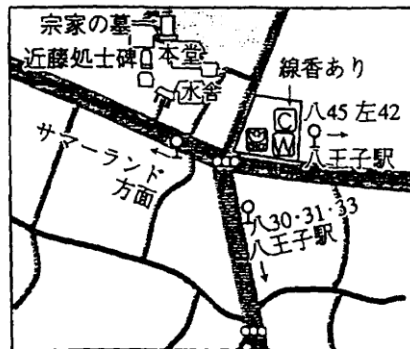 宗家の墓
近藤処士碑
本堂
水舎
線香あり
C
W
八45 左42
八王子駅
サマーランド
方面
八30・31・33
八王子駅